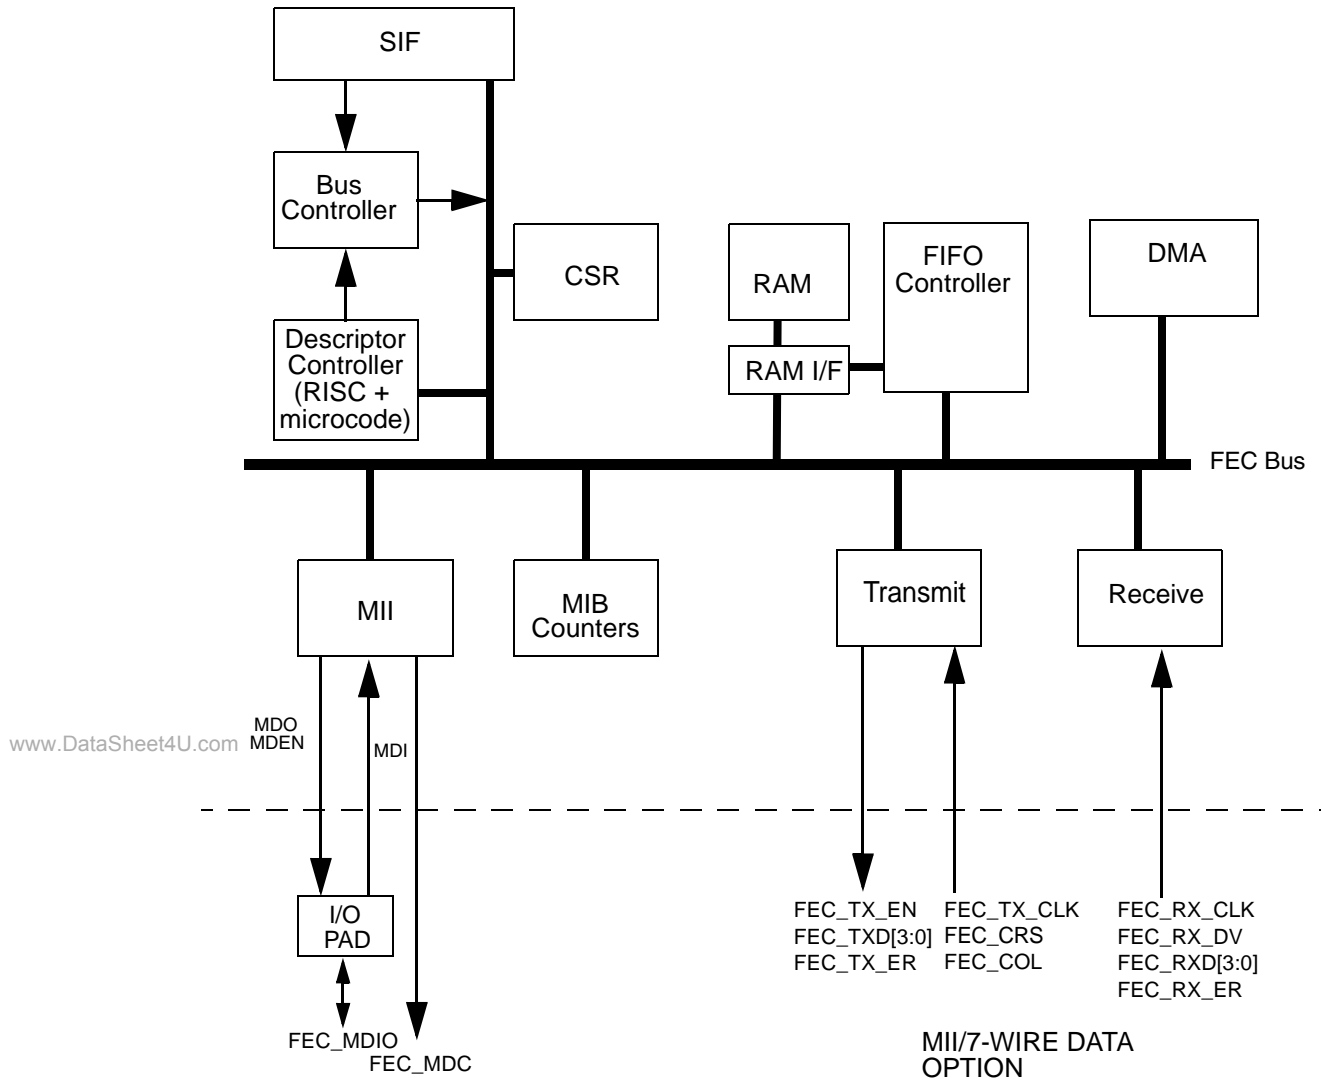 SIF
Bus
Controller
CSR
RAM
FIFO
Controller
DMA
Descriptor
Controller
(RISC +
microcode)
RAM I/F
FEC Bus
MII
MIB
Counters
Transmit
Receive
MDO
MDEN
MDI
www.DataSheet4U.com
I/O
PAD
FEC_MDIO
FEC_MDC
FEC_TX_EN
FEC_TXD[3:0]
FEC_TX_ER
FEC_TX_CLK
FEC_CRS
FEC_COL
FEC_RX_CLK
FEC_RX_DV
FEC_RXD[3:0]
FEC_RX_ER
MII/7-WIRE DATA
OPTION